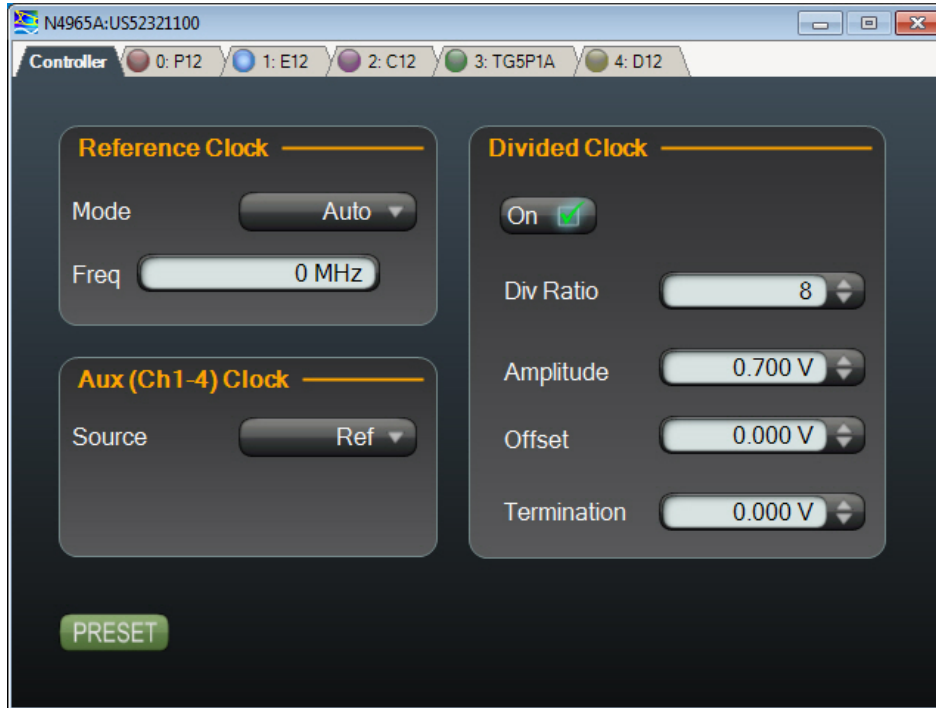 N4965A:US52321100
Controller 0: P12 1: E12 2: C12 3: TG5P1A 4: D12
Reference Clock
Mode Auto
Freq 0 MHz
Aux (Ch1-4) Clock
Source Ref
Divided Clock
On
Div Ratio 8
Amplitude 0.700 V
Offset 0.000 V
Termination 0.000 V
PRESET